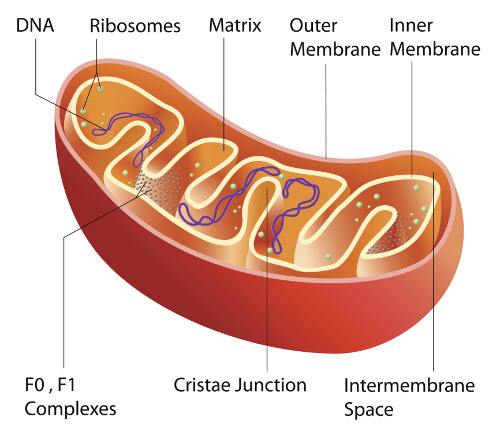 DNA
Ribosomes
Matrix
Outer
Membrane
Inner
Membrane
F0 , F1
Complexes
Cristae Junction
Intermembrane
Space